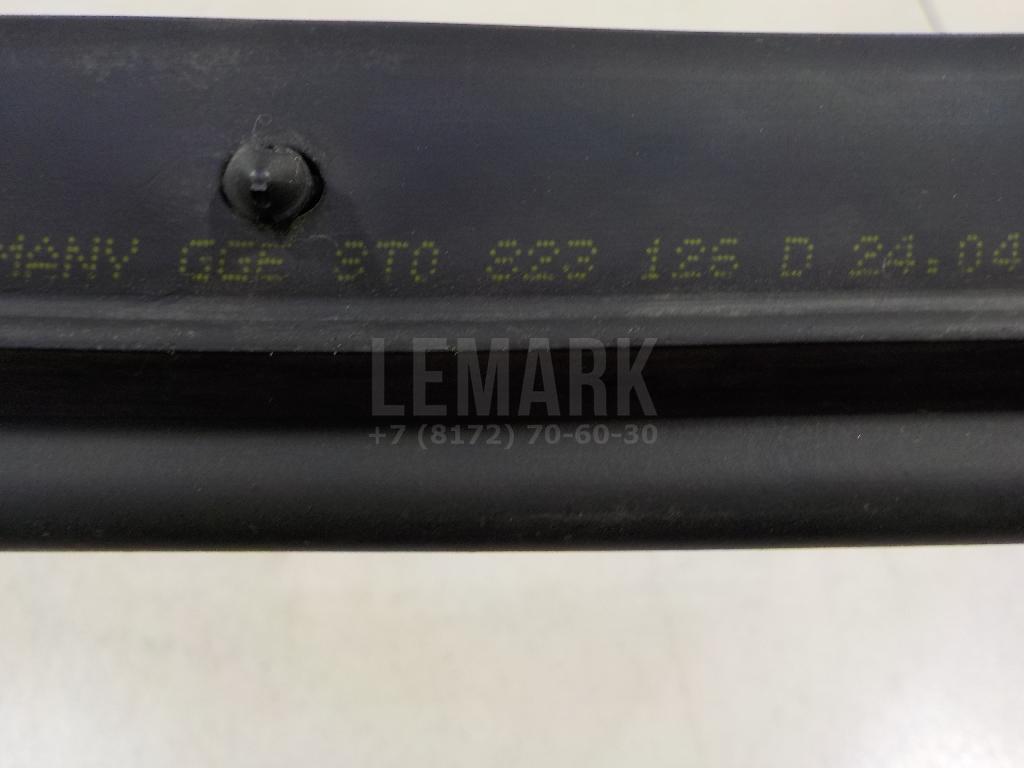 MANY GGE 8T0 823 126 D 24.04
LEMARK
+7 (8172) 70-60-30